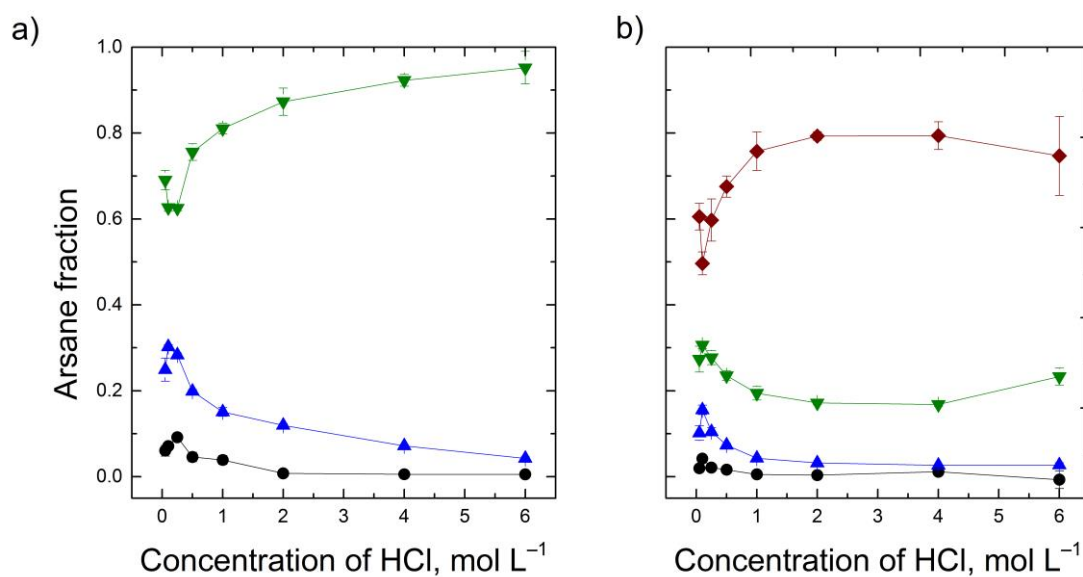 a)
1.0
0.8
0.6
0.4
0.2
0.0
Arsane fraction
0 1 2 3 4 5 6
Concentration of HCl, mol L⁻¹
b)
0 1 2 3 4 5 6
Concentration of HCl, mol L⁻¹